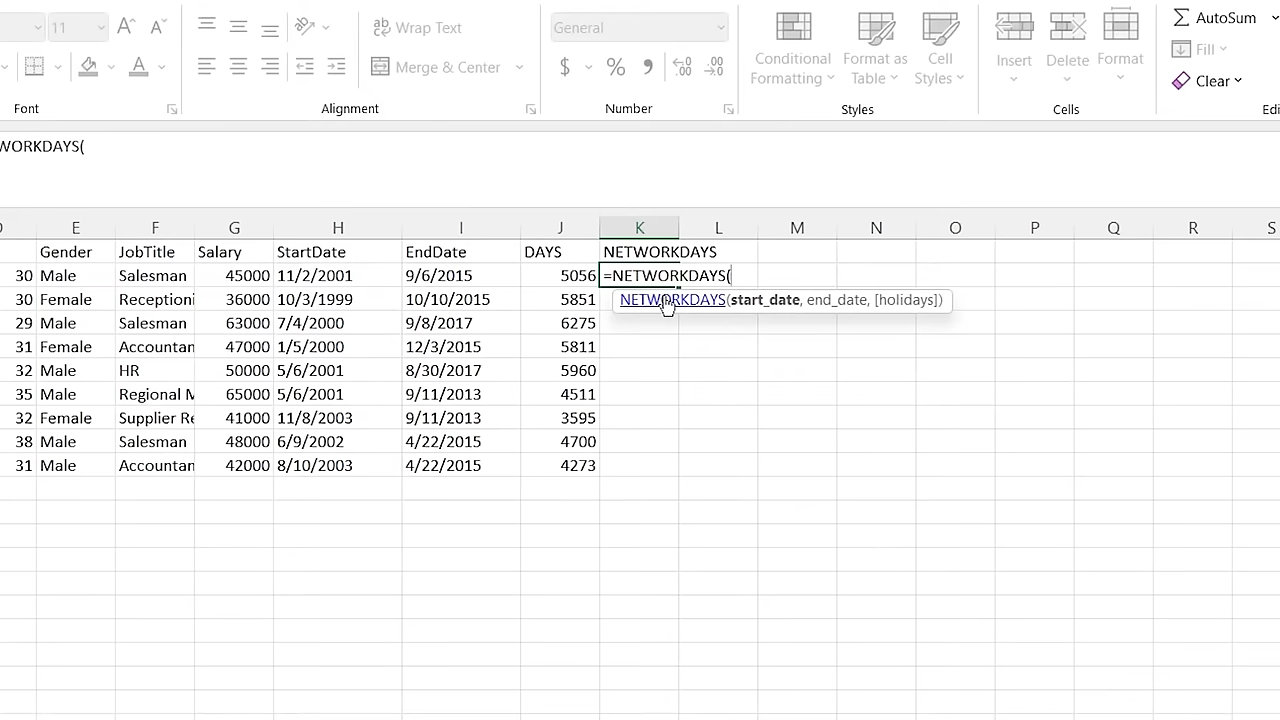 11 A^ Aˇ ab Wrap Text General AutoSum
Conditional Formatting Format as Table Cell Styles Insert Delete Format Fill
A Merge & Center $ % 9 .00 .00 Clear
Font Alignment Number Styles Cells Edi
WORKDAYS(
E F G H I J K L M N O P Q R S
Gender JobTitle Salary StartDate EndDate DAYS NETWORKDAYS
30 Male Salesman 45000 11/2/2001 9/6/2015 5056 =NETWORKDAYS(
30 Female Receptioni 36000 10/3/1999 10/10/2015 5851 NETWORKDAYS(start_date, end_date, [holidays])
29 Male Salesman 63000 7/4/2000 9/8/2017 6275
31 Female Accountan 47000 1/5/2000 12/3/2015 5811
32 Male HR 50000 5/6/2001 8/30/2017 5960
35 Male Regional M 65000 5/6/2001 9/11/2013 4511
32 Female Supplier Re 41000 11/8/2003 9/11/2013 3595
38 Male Salesman 48000 6/9/2002 4/22/2015 4700
31 Male Accountan 42000 8/10/2003 4/22/2015 4273